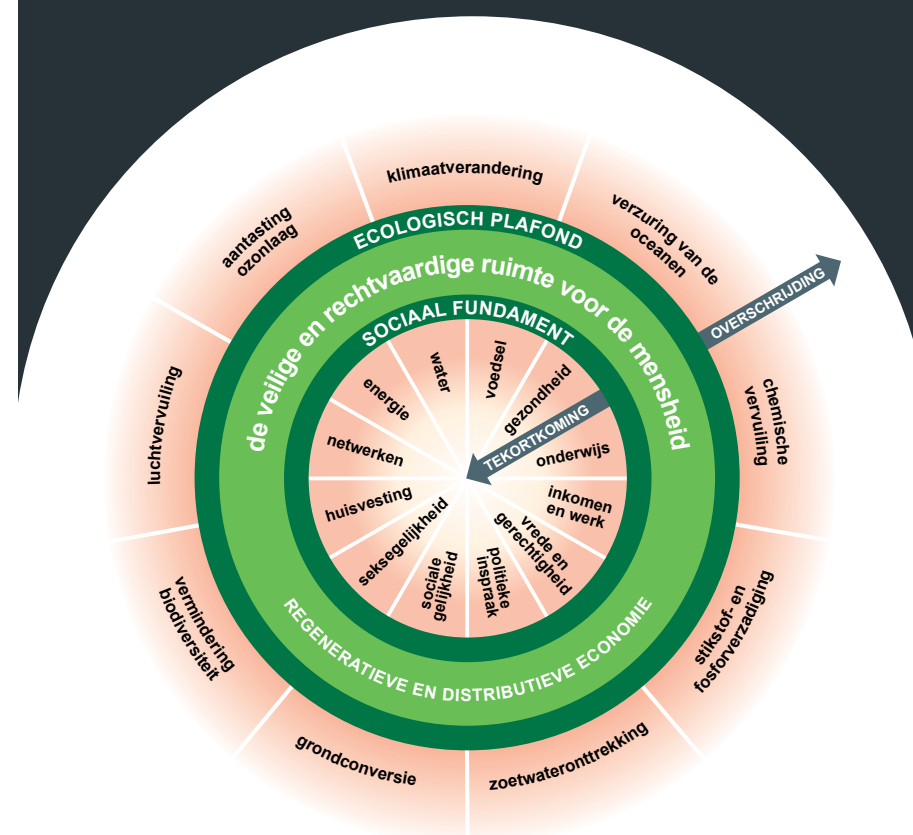 klimaatverandering
verzuring van de
oceanen
OVERSCHRIJDING
chemische
vervuiling
stikstof- en
fosforverzadiging
zoetwateronttrekking
grondconversie
vermindering
biodiversiteit
luchtvervuiling
aantasting
ozonlaag
ECOLOGISCH PLAFOND
de veilige en rechtvaardige ruimte voor de mensheid
SOCIAAL FUNDAMENT
water
voedsel
gezondheid
TEKORTKOMING
onderwijs
inkomen
en werk
vrede en
gerechtigheid
politieke
inspraak
sociale
gelijkheid
seksegelijkheid
huisvesting
netwerken
energie
REGENERATIEVE EN DISTRIBUTIEVE ECONOMIE